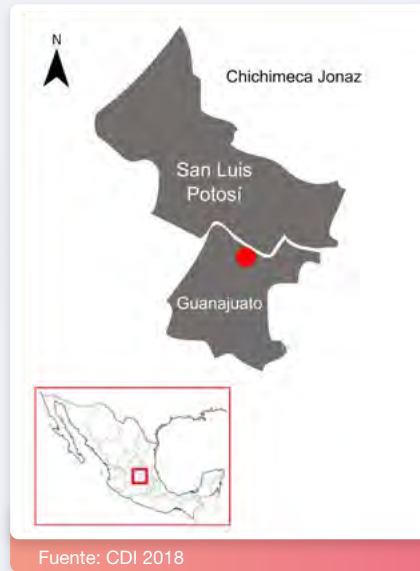 N
Chichimeca Jonaz
San Luis
Potosí
Guanajuato
Fuente: CDI 2018